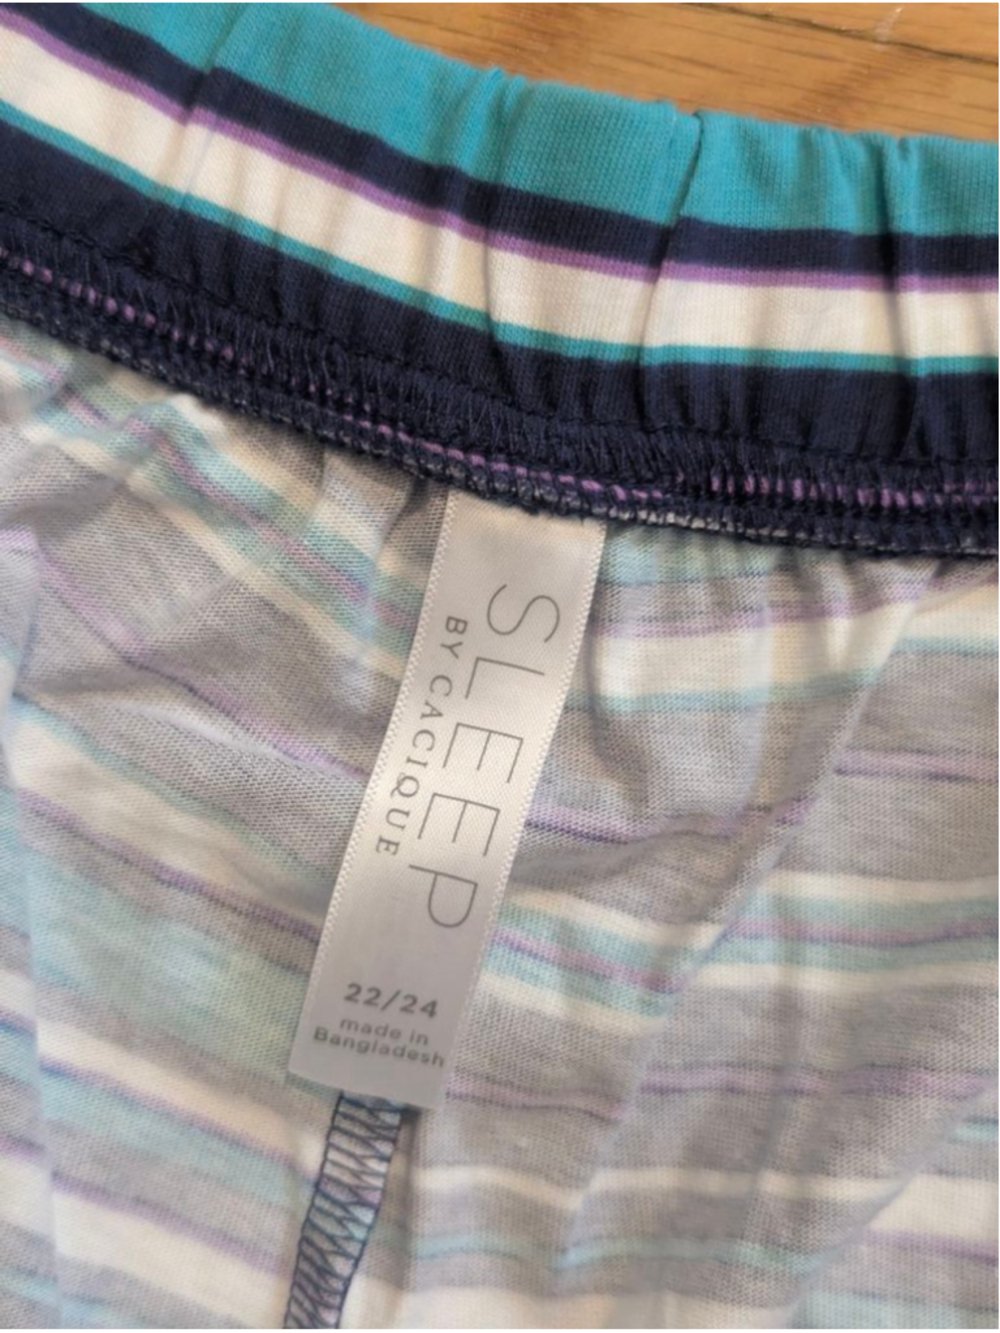 SLEEP
BY CACIQUE
22/24
made in
Bangladesh